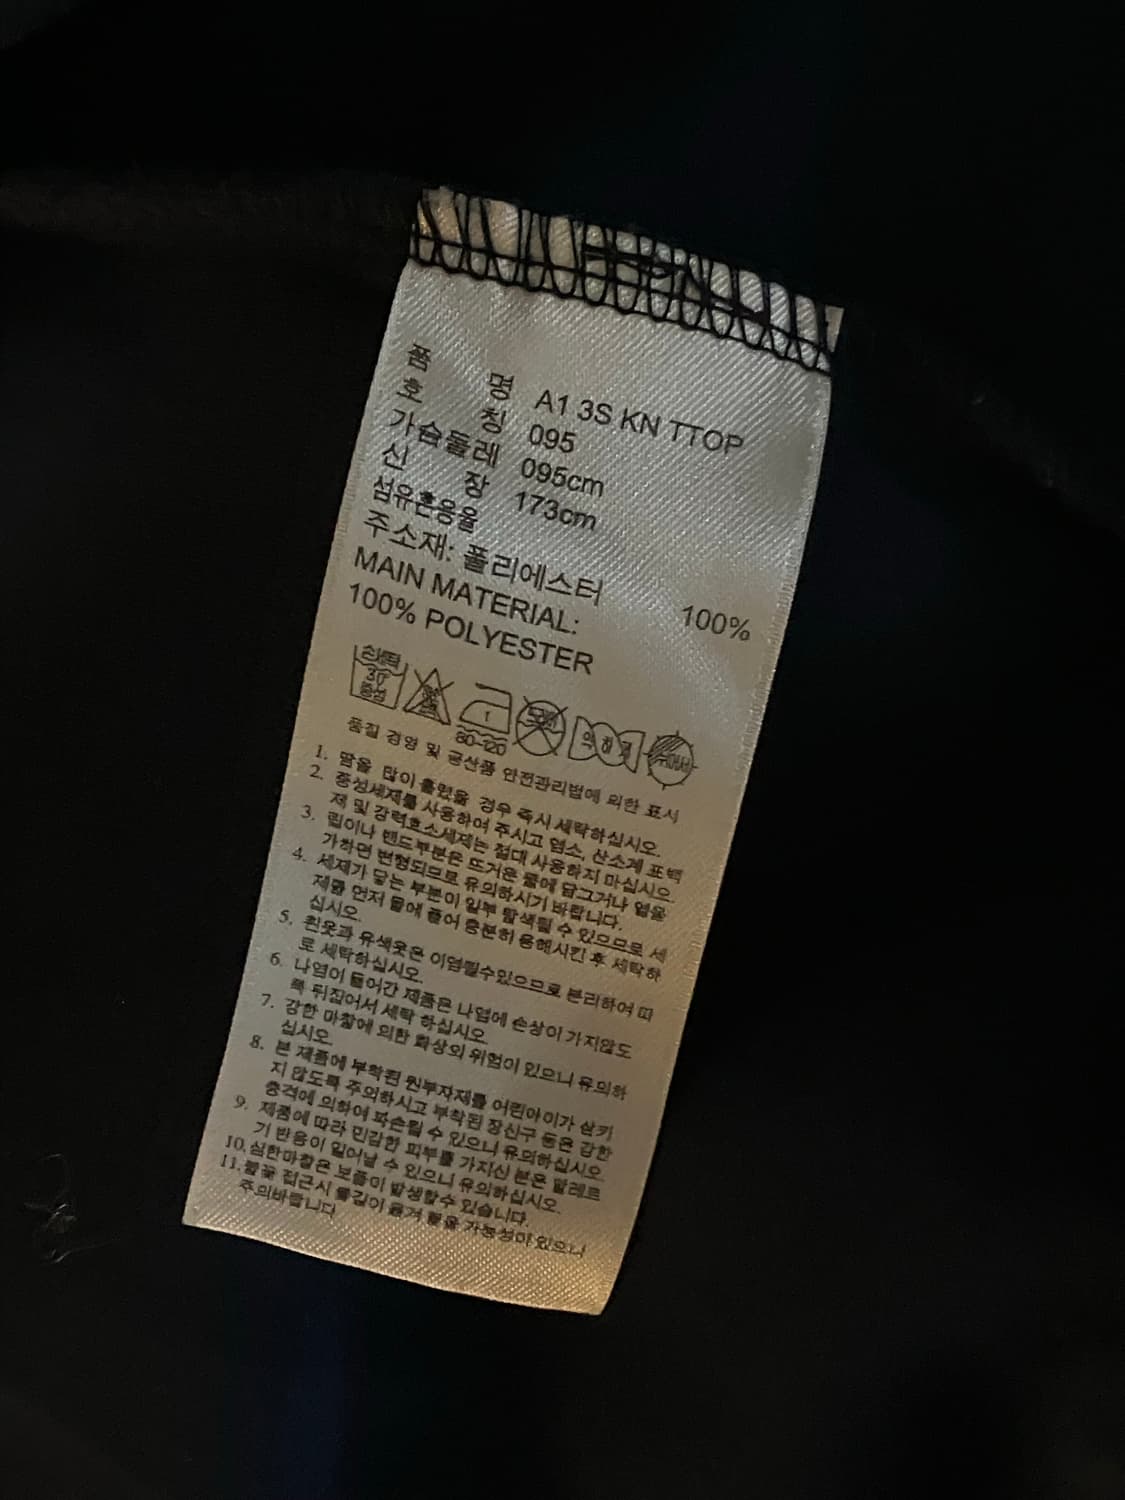 품 명 A1 3S KN TTOP
호 칭 095
가슴둘레 095cm
신 장 173cm
섬유혼용율
주소재: 폴리에스터 100%
MAIN MATERIAL:
100% POLYESTER
손세탁 30 중성
80-120
약 하 게
품질 경영 및 공산품 안전관리법에 의한 표시
1. 땀을 많이 흘렸을 경우 즉시 세탁하십시오.
2. 중성세제를 사용하여 주시고 염소, 산소계 표백
제 및 강력효소세제는 절대 사용하지 마십시오.
3. 립이나 밴드부분은 뜨거운 물에 담그거나 열을
가하면 변형되므로 유의하시기 바랍니다.
4. 세제가 닿는 부분이 일부 탈색될 수 있으므로 세
제를 먼저 물에 풀어 충분히 용해시킨 후 세탁하
십시오.
5. 흰옷과 유색옷은 이염될수있으므로 분리하여 따
로 세탁하십시오.
6. 나염이 들어간 제품은 나염에 손상이 가지않도
록 뒤집어서 세탁 하십시오.
7. 강한 마찰에 의한 화상의 위험이 있으니 유의하
십시오.
8. 본 제품에 부착된 원부자재를 어린아이가 삼키
지 않도록 주의하시고 부착된 장신구 등은 강한
충격에 의하여 파손될 수 있으니 유의하십시오.
9. 제품에 따라 민감한 피부를 가지신 분은 알레르
기 반응이 일어날 수 있으니 유의하십시오.
10. 심한마찰은 보풀이 발생할수 있습니다.
11. 불꽃 접근시 불길이 옮겨 붙을 가능성이 있으니
주의바랍니다